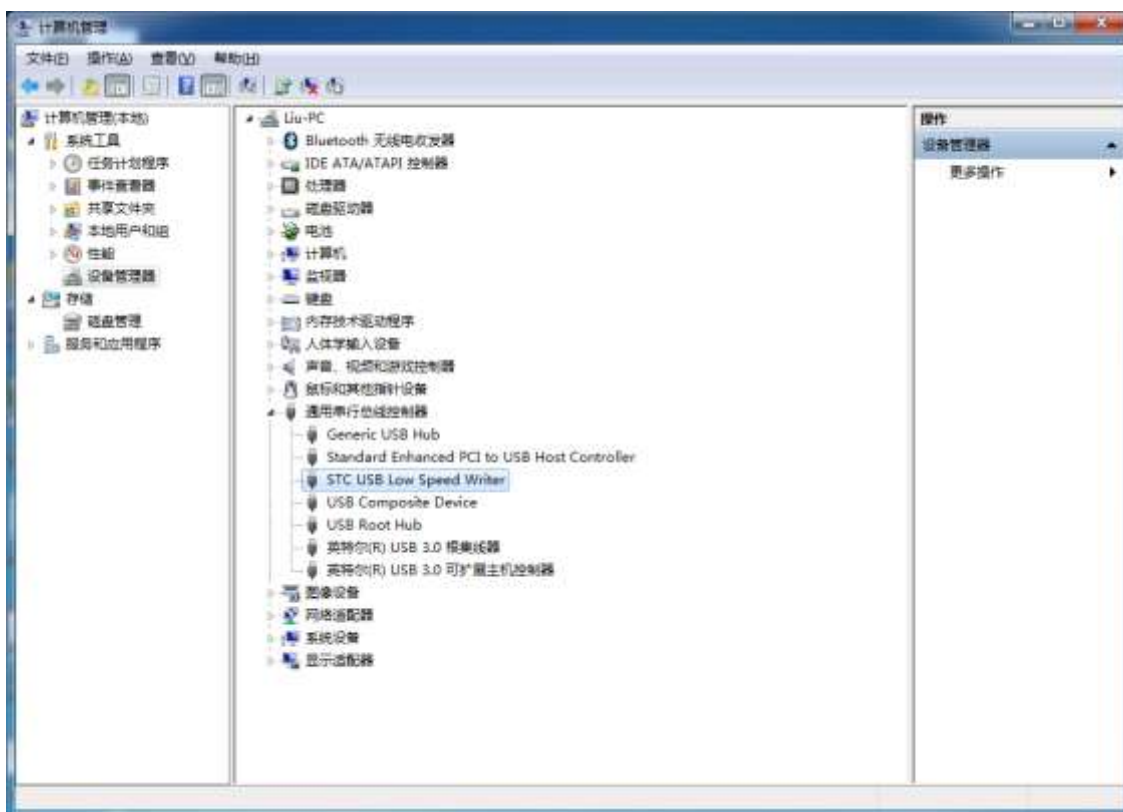 计算机管理
文件(F) 操作(A) 查看(V) 帮助(H)
计算机管理(本地)
系统工具
任务计划程序
事件查看器
共享文件夹
本地用户和组
性能
设备管理器
存储
磁盘管理
服务和应用程序
Liu-PC
Bluetooth 无线电收发器
IDE ATA/ATAPI 控制器
处理器
磁盘驱动器
电池
计算机
监视器
键盘
内存技术驱动程序
人体学输入设备
声音、视频和游戏控制器
鼠标和其他指针设备
通用串行总线控制器
Generic USB Hub
Standard Enhanced PCI to USB Host Controller
STC USB Low Speed Writer
USB Composite Device
USB Root Hub
英特尔(R) USB 3.0 根集线器
英特尔(R) USB 3.0 可扩展主机控制器
图像设备
网络适配器
系统设备
显示适配器
操作
设备管理器
更多操作